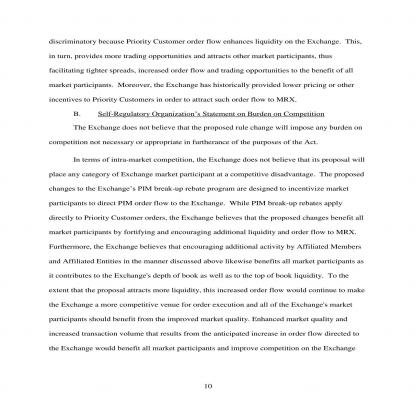 discriminatory because Priority Customer order flow enhances liquidity on the Exchange.  This,
in turn, provides more trading opportunities and attracts other market participants, thus
facilitating tighter spreads, increased order flow and trading opportunities to the benefit of all
market participants.  Moreover, the Exchange has historically provided lower pricing or other
incentives to Priority Customers in order to attract such order flow to MRX.
B. Self-Regulatory Organization's Statement on Burden on Competition
The Exchange does not believe that the proposed rule change will impose any burden on
competition not necessary or appropriate in furtherance of the purposes of the Act.
In terms of intra-market competition, the Exchange does not believe that its proposal will
place any category of Exchange market participant at a competitive disadvantage.  The proposed
changes to the Exchange's PIM break-up rebate program are designed to incentivize market
participants to direct PIM order flow to the Exchange.  While PIM break-up rebates apply
directly to Priority Customer orders, the Exchange believes that the proposed changes benefit all
market participants by fortifying and encouraging additional liquidity and order flow to MRX.
Furthermore, the Exchange believes that encouraging additional activity by Affiliated Members
and Affiliated Entities in the manner discussed above likewise benefits all market participants as
it contributes to the Exchange's depth of book as well as to the top of book liquidity.  To the
extent that the proposal attracts more liquidity, this increased order flow would continue to make
the Exchange a more competitive venue for order execution and all of the Exchange's market
participants should benefit from the improved market quality. Enhanced market quality and
increased transaction volume that results from the anticipated increase in order flow directed to
the Exchange would benefit all market participants and improve competition on the Exchange
10